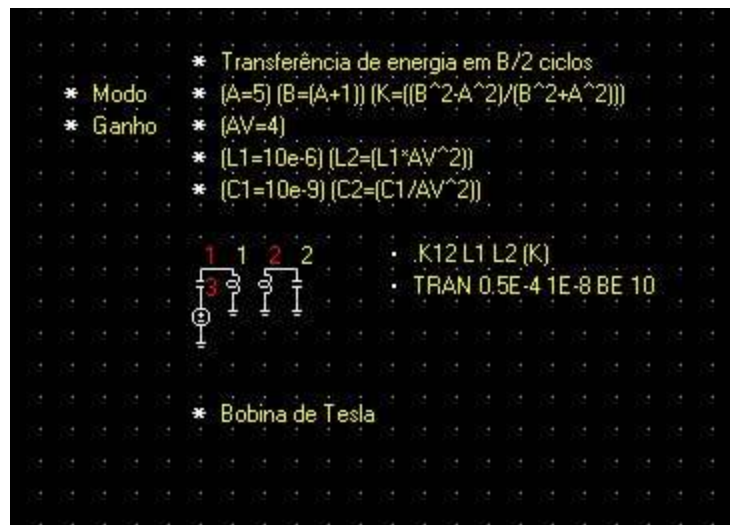 * Transferência de energia em B/2 ciclos
* Modo * (A=5) (B=(A+1)) (K=((B^2-A^2)/(B^2+A^2)))
* Ganho * (AV=4)
* (L1=10e-6) (L2=(L1*AV^2))
* (C1=10e-9) (C2=(C1/AV^2))
1 1 2 2 · .K12 L1 L2 (K)
3 · TRAN 0.5E-4 1E-8 BE 10
* Bobina de Tesla